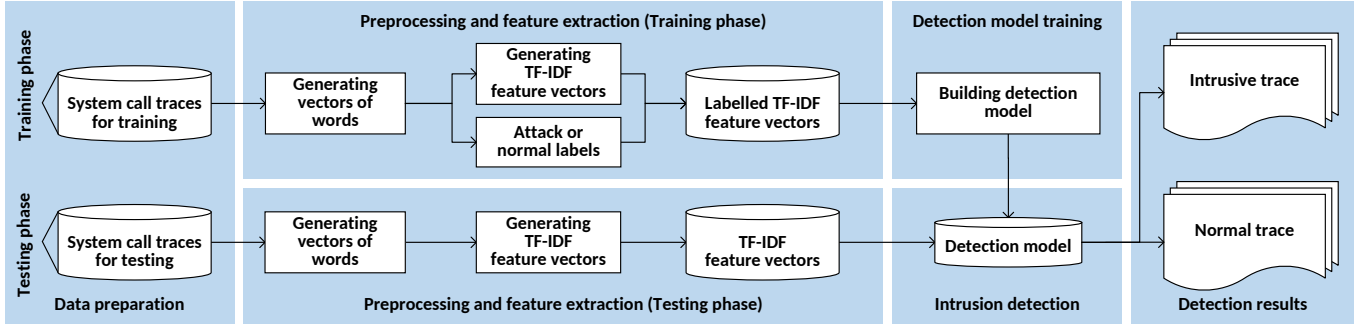 Preprocessing and feature extraction (Training phase)
Detection model training
Training phase
System call traces
for training
Generating
vectors of
words
Generating
TF-IDF
feature vectors
Attack or
normal labels
Labelled TF-IDF
feature vectors
Building detection
model
Intrusive trace
Testing phase
System call traces
for testing
Generating
vectors of
words
Generating
TF-IDF
feature vectors
TF-IDF
feature vectors
Detection model
Normal trace
Data preparation
Preprocessing and feature extraction (Testing phase)
Intrusion detection
Detection results